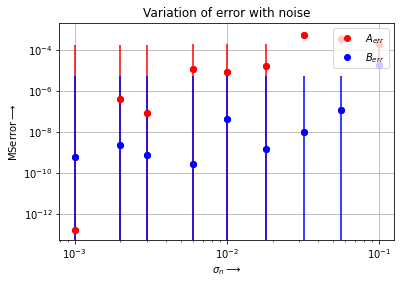 Variation of error with noise
MSerror⟶
10⁻⁴
10⁻⁶
10⁻⁸
10⁻¹⁰
10⁻¹²
A_err
B_err
10⁻³
10⁻²
10⁻¹
σₙ⟶